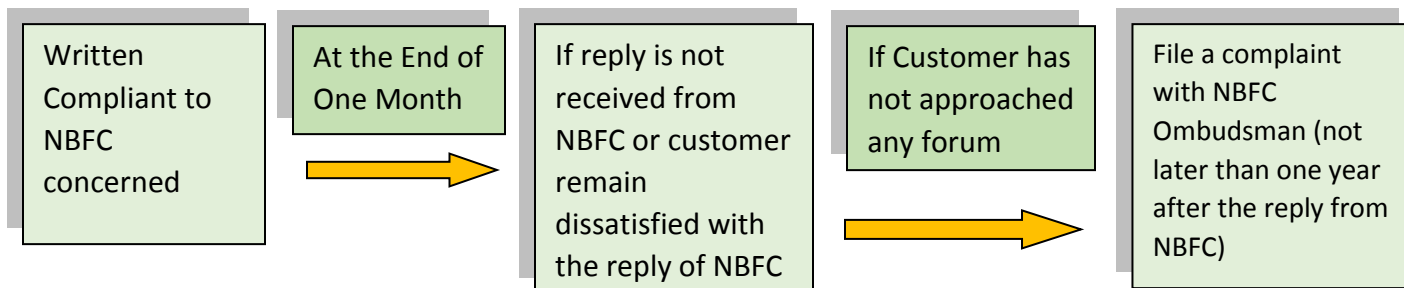 Written
Compliant to
NBFC
concerned
At the End of
One Month
If reply is not
received from
NBFC or customer
remain
dissatisfied with
the reply of NBFC
If Customer has
not approached
any forum
File a complaint
with NBFC
Ombudsman (not
later than one year
after the reply from
NBFC)